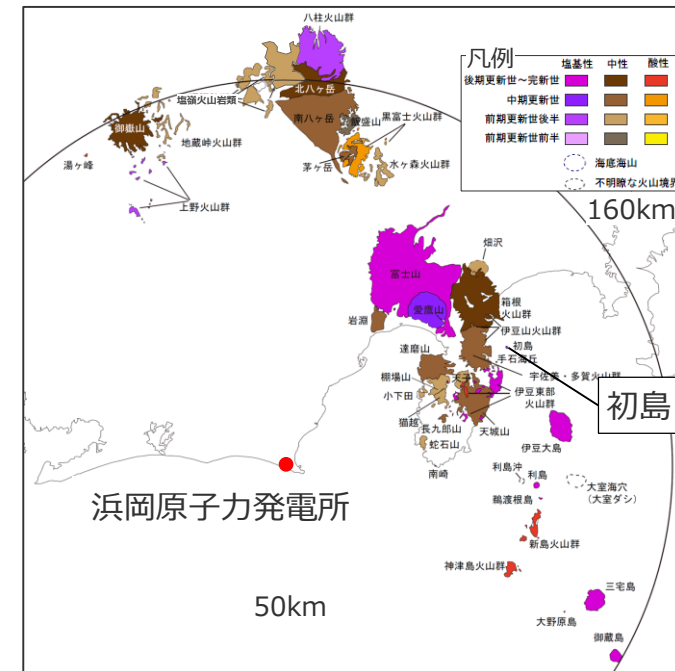 八柱火山群
凡例
塩基性 中性 酸性
後期更新世～完新世
中期更新世
前期更新世後半
前期更新世前半
海底海山
不明瞭な火山境界
160km
塩嶺火山岩類
北八ヶ岳
御嶽山
南八ヶ岳
飯盛山
黒富士火山群
地蔵峠火山群
湯ヶ峰
茅ヶ岳
水ヶ森火山群
上野火山群
畑沢
富士山
愛鷹山
箱根
火山群
岩淵
伊豆山火山群
初島
達磨山
手石海丘
棚場山
天子
宇佐美・多賀火山群
小下田
伊豆東部
火山群
初島
猫越
長九郎山
天城山
蛇石山
伊豆大島
南崎
利島沖
利島
大室海穴
(大室ダシ)
鵜渡根島
浜岡原子力発電所
新島火山群
神津島火山群
50km
三宅島
大野原島
御蔵島